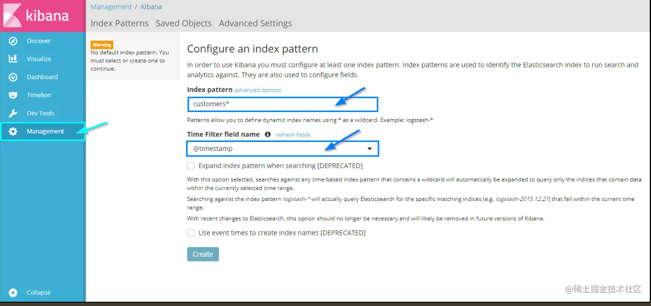 kibana
Discover
Visualize
Dashboard
Timelion
Dev Tools
Management
Collapse
Management / Kibana
Index Patterns Saved Objects Advanced Settings
Warning
No default index pattern. You
must select or create one to
continue.
Configure an index pattern
In order to use Kibana you must configure at least one index pattern. Index patterns are used to identify the Elasticsearch index to run search and
analytics against. They are also used to configure fields.
Index pattern advanced options
customers*
Patterns allow you to define dynamic index names using * as a wildcard. Example: logstash-*
Time Filter field name refresh fields
@timestamp
Expand index pattern when searching [DEPRECATED]
With this option selected, searches against any time-based index pattern that contains a wildcard will automatically be expanded to query only the indices that contain data
within the currently selected time range.
Searching against the index pattern logstash-* will actually query Elasticsearch for the specific matching indices (e.g. logstash-2015.12.21) that fall within the current time
range.
With recent changes to Elasticsearch, this option should no longer be necessary and will likely be removed in future versions of Kibana.
Use event times to create index names [DEPRECATED]
Create
@稀土掘金技术社区